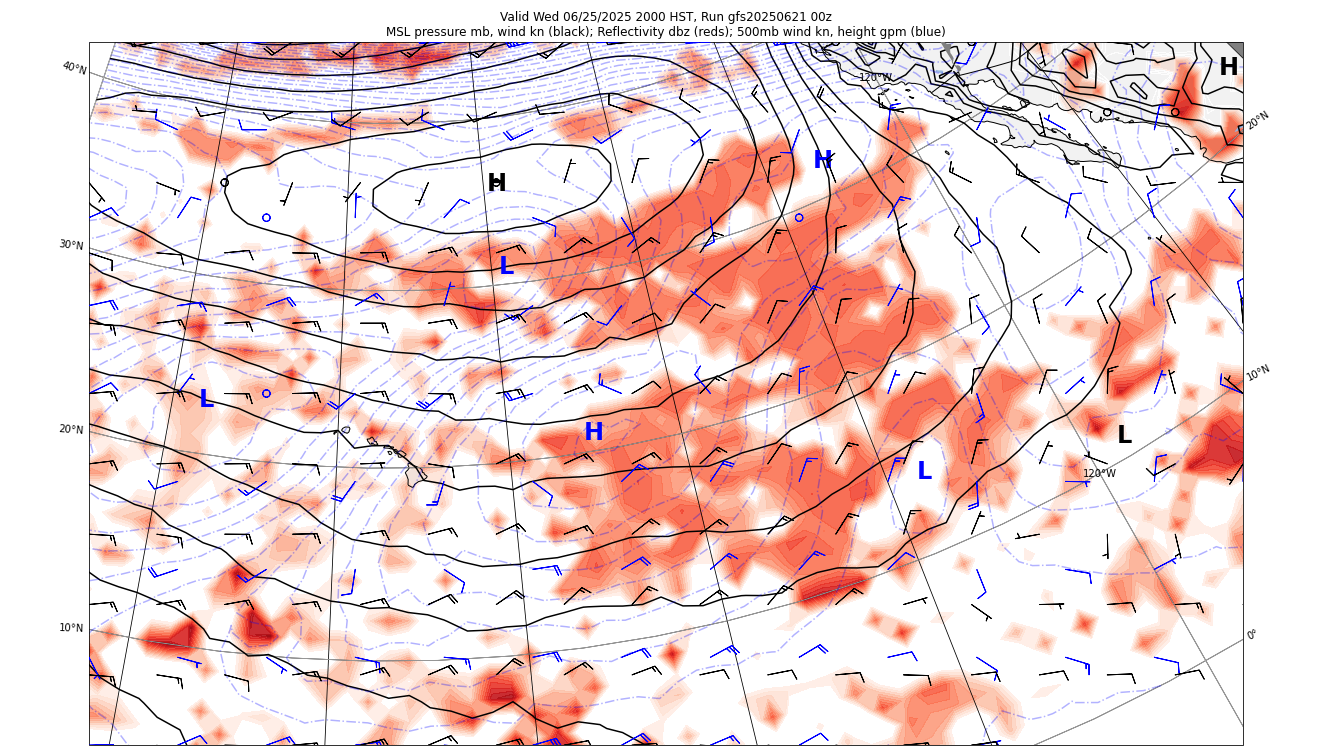 Valid Wed 06/25/2025 2000 HST, Run gfs20250621 00z
MSL pressure mb, wind kn (black); Reflectivity dbz (reds); 500mb wind kn, height gpm (blue)
40°N
120°W
H
20°N
H
H
30°N
L
10°N
L
20°N
H
L
L
120°W
10°N
0°